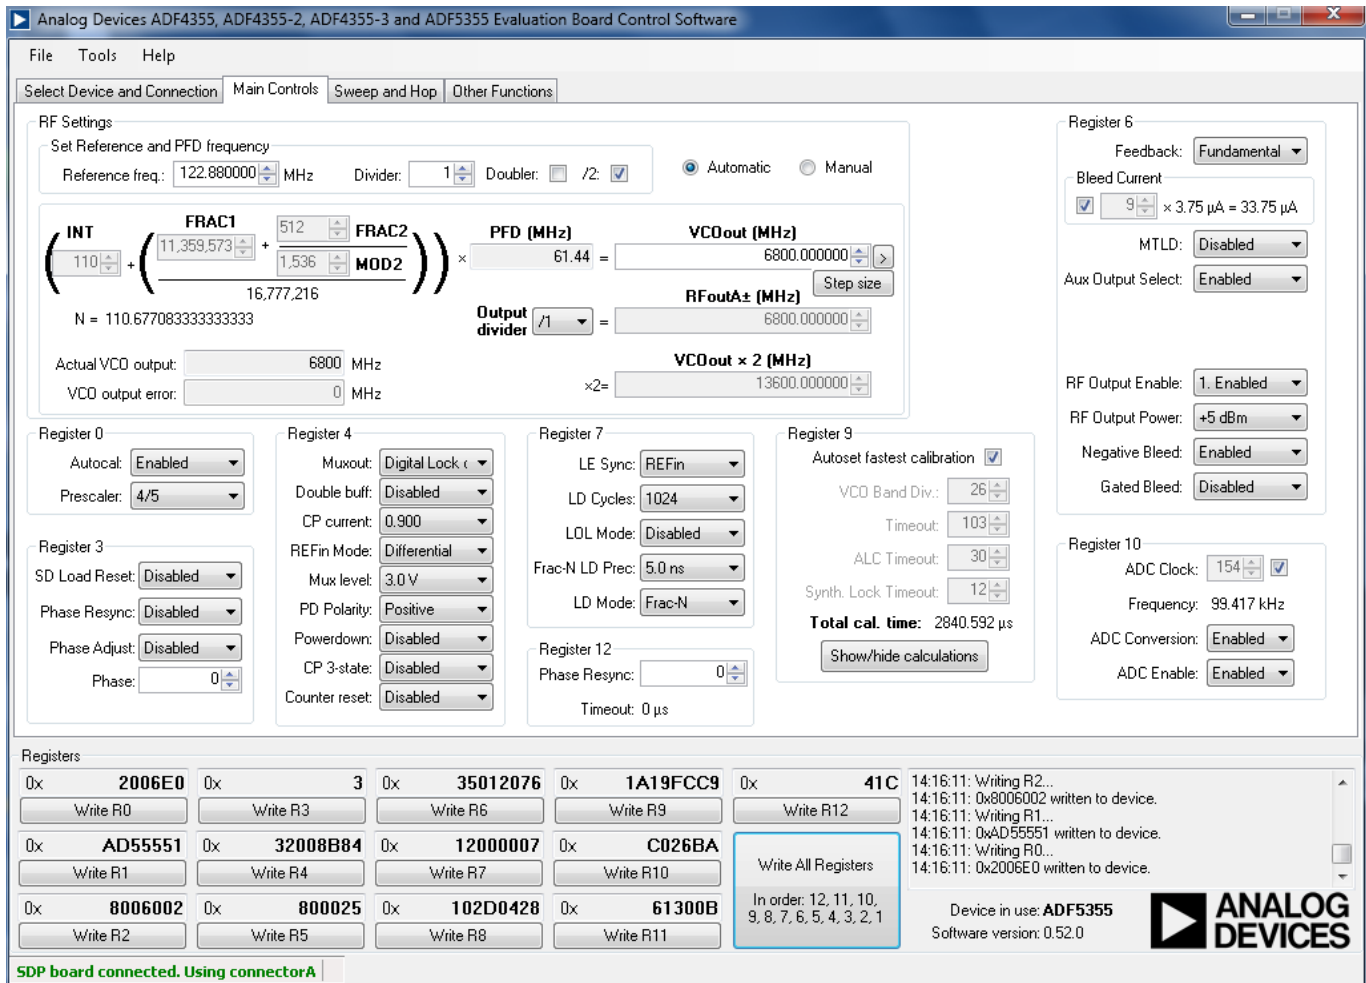 Analog Devices ADF4355, ADF4355-2, ADF4355-3 and ADF5355 Evaluation Board Control Software
File Tools Help
Select Device and Connection Main Controls Sweep and Hop Other Functions
RF Settings
Set Reference and PFD frequency
Reference freq.: 122.880000 MHz Divider: 1 Doubler: /2:
Automatic Manual
INT
110
+
FRAC1
11,359,573
+
512 FRAC2
1,536 MOD2
16,777,216
×
PFD (MHz)
61.44 =
VCOout (MHz)
6800.000000 >
Step size
N = 110.677083333333333
Output divider /1 =
RFoutA± (MHz)
6800.000000
Actual VCO output: 6800 MHz
VCO output error: 0 MHz
VCOout × 2 (MHz)
×2= 13600.000000
Register 6
Feedback: Fundamental
Bleed Current
9 × 3.75 µA = 33.75 µA
MTLD: Disabled
Aux Output Select: Enabled
RF Output Enable: 1. Enabled
RF Output Power: +5 dBm
Negative Bleed: Enabled
Gated Bleed: Disabled
Register 0
Autocal: Enabled
Prescaler: 4/5
Register 3
SD Load Reset: Disabled
Phase Resync: Disabled
Phase Adjust: Disabled
Phase: 0
Register 4
Muxout: Digital Lock
Double buff: Disabled
CP current: 0.900
REFin Mode: Differential
Mux level: 3.0 V
PD Polarity: Positive
Powerdown: Disabled
CP 3-state: Disabled
Counter reset: Disabled
Register 7
LE Sync: REFin
LD Cycles: 1024
LOL Mode: Disabled
Frac-N LD Prec: 5.0 ns
LD Mode: Frac-N
Register 12
Phase Resync: 0
Timeout: 0 µs
Register 9
Autoset fastest calibration
VCO Band Div.: 26
Timeout: 103
ALC Timeout: 30
Synth. Lock Timeout: 12
Total cal. time: 2840.592 µs
Show/hide calculations
Register 10
ADC Clock: 154
Frequency: 99.417 kHz
ADC Conversion: Enabled
ADC Enable: Enabled
Registers
0x 2006E0 0x 3 0x 35012076 0x 1A19FCC9 0x 41C
Write R0 Write R3 Write R6 Write R9 Write R12
0x AD55551 0x 32008B84 0x 12000007 0x C026BA
Write R1 Write R4 Write R7 Write R10
0x 8006002 0x 800025 0x 102D0428 0x 61300B
Write R2 Write R5 Write R8 Write R11
Write All Registers
In order: 12, 11, 10,
9, 8, 7, 6, 5, 4, 3, 2, 1
14:16:11: Writing R2...
14:16:11: 0x8006002 written to device.
14:16:11: Writing R1...
14:16:11: 0xAD55551 written to device.
14:16:11: Writing R0...
14:16:11: 0x2006E0 written to device.
Device in use: ADF5355
Software version: 0.52.0
ANALOG
DEVICES
SDP board connected. Using connectorA